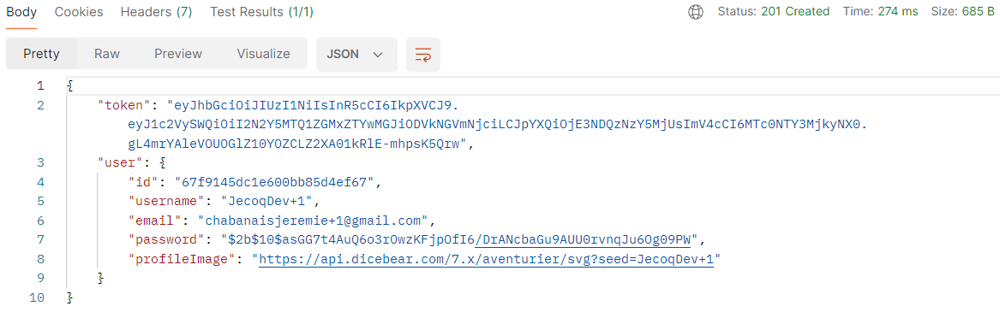 Body Cookies Headers (7) Test Results (1/1) Status: 201 Created Time: 274 ms Size: 685 B
Pretty Raw Preview Visualize JSON
1 {
2 "token": "eyJhbGciOiJIUzI1NiIsInR5cCI6IkpXVCJ9.
eyJ1c2VySWQiOiI2N2Y5MTQ1ZGMxZTYwMGJiODVkNGVmNjciLCJpYXQiOjE3NDQzNzY5MjUsImV4cCI6MTc0NTY3MjkyNX0.
gL4mrYAleVOUOGlZ10YOZCLZ2XA01kRlE-mhpsK5Qrw",
3 "user": {
4 "id": "67f9145dc1e600bb85d4ef67",
5 "username": "JecoqDev+1",
6 "email": "chabanaisjeremie+1@gmail.com",
7 "password": "$2b$10$asGG7t4AuQ6o3rOwzKFjpOfI6/DrANcbaGu9AUU0rvnqJu6Og09PW",
8 "profileImage": "https://api.dicebear.com/7.x/aventurier/svg?seed=JecoqDev+1"
9 }
10 }